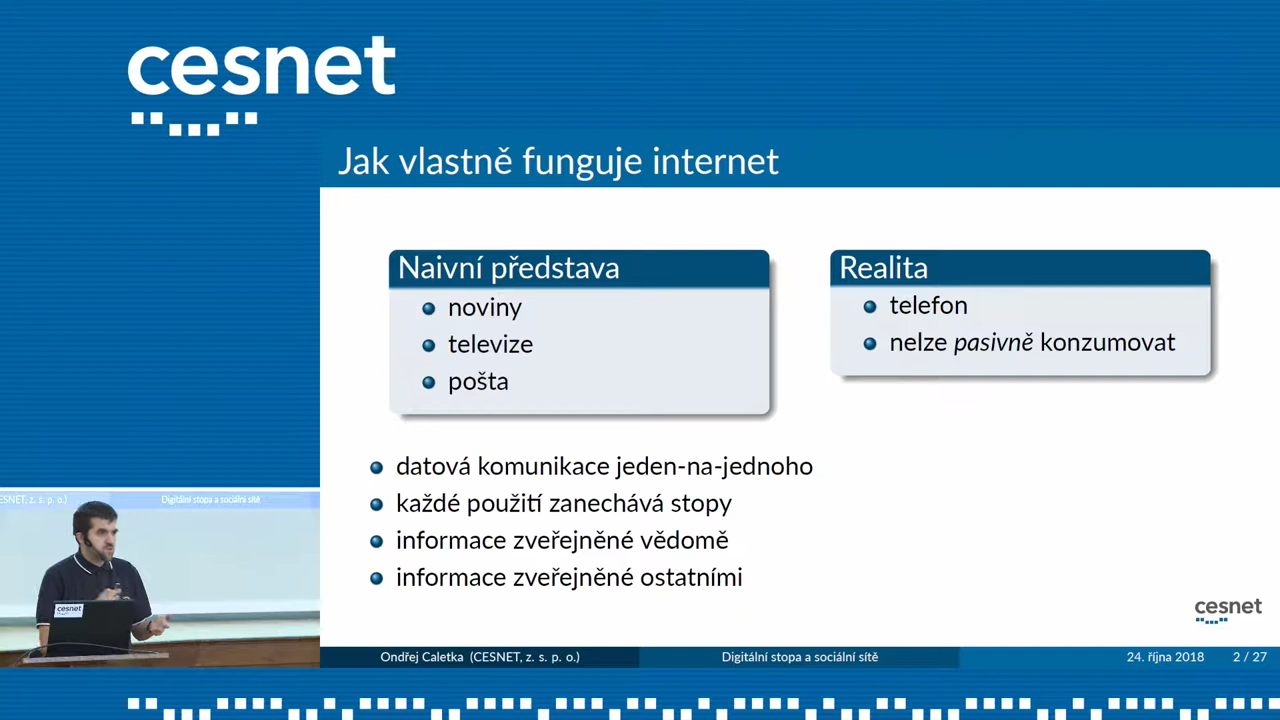 cesnet
Jak vlastně funguje internet
Naivní představa
noviny
televize
pošta
Realita
telefon
nelze pasivně konzumovat
datová komunikace jeden-na-jednoho
každé použití zanechává stopy
informace zveřejněné vědomě
informace zveřejněné ostatními
cesnet
ESNET, z. s. p. o.) Digitální stopa a sociální sítě
cesnet
Ondřej Caletka (CESNET, z. s. p. o.) Digitální stopa a sociální sítě 24. října 2018 2 / 27